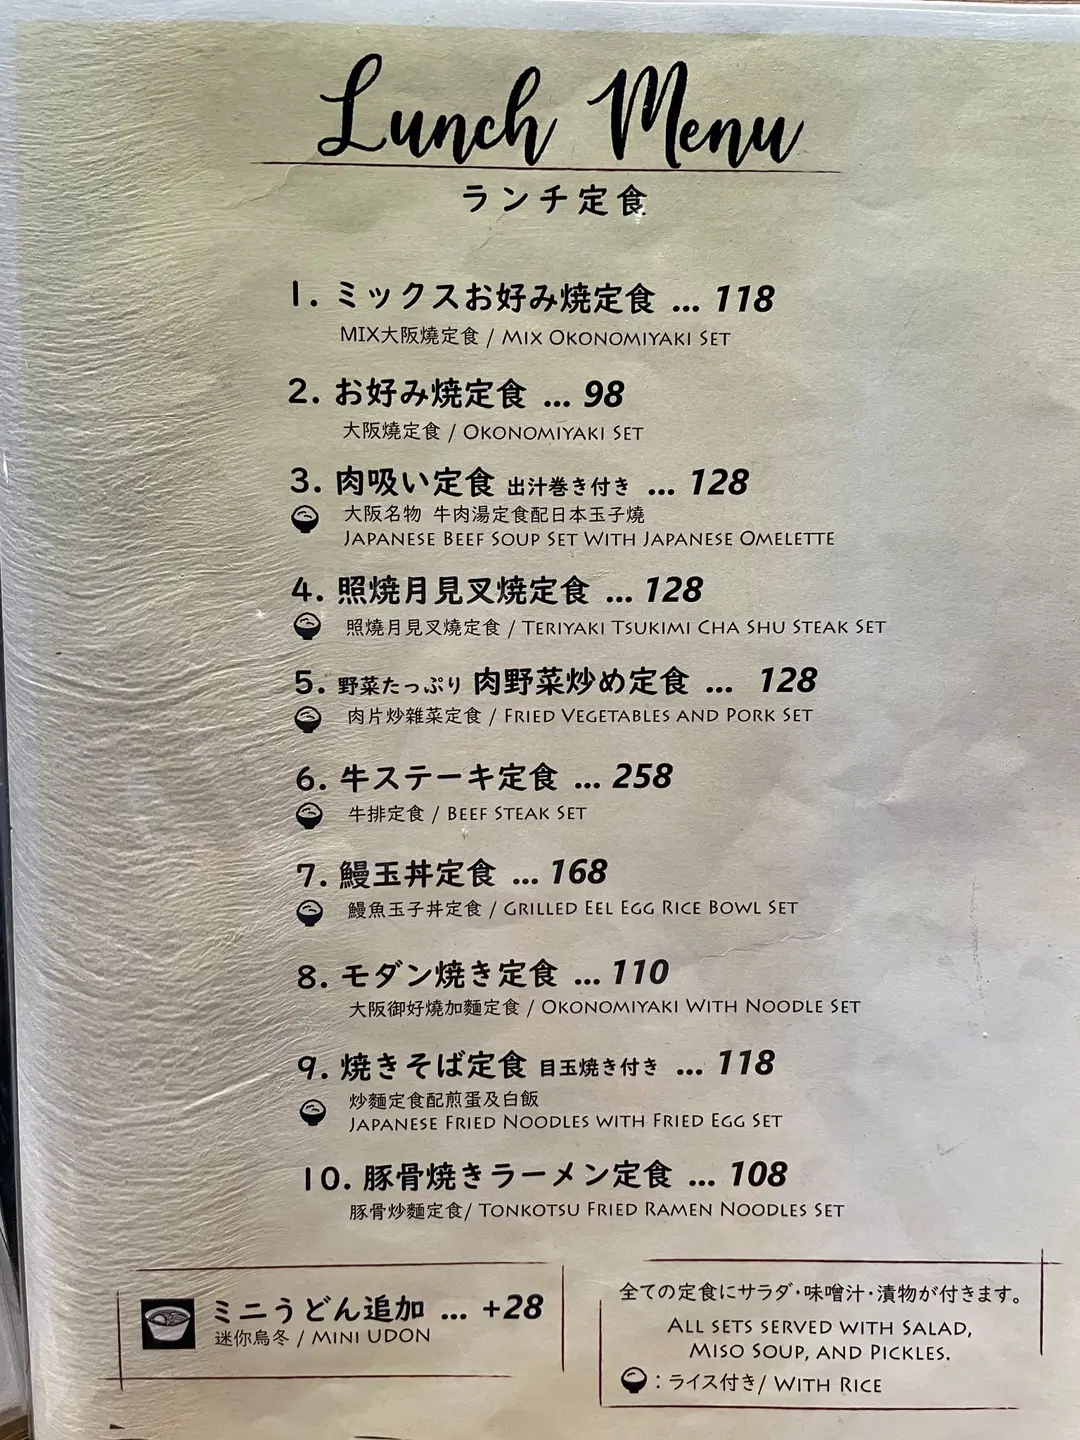 Lunch Menu
ランチ定食
1. ミックスお好み焼定食 ... 118
MIX大阪燒定食 / MIX OKONOMIYAKI SET
2. お好み焼定食 ... 98
大阪燒定食 / OKONOMIYAKI SET
3. 肉吸い定食 出汁巻き付き ... 128
大阪名物 牛肉湯定食配日本玉子燒
JAPANESE BEEF SOUP SET WITH JAPANESE OMELETTE
4. 照焼月見叉焼定食 ... 128
照燒月見叉燒定食 / TERIYAKI TSUKIMI CHA SHU STEAK SET
5. 野菜たっぷり 肉野菜炒め定食 ... 128
肉片炒雜菜定食 / FRIED VEGETABLES AND PORK SET
6. 牛ステーキ定食 ... 258
牛排定食 / BEEF STEAK SET
7. 鰻玉丼定食 ... 168
鰻魚玉子丼定食 / GRILLED EEL EGG RICE BOWL SET
8. モダン焼き定食 ... 110
大阪御好燒加麵定食 / OKONOMIYAKI WITH NOODLE SET
9. 焼きそば定食 目玉焼き付き ... 118
炒麵定食配煎蛋及白飯
JAPANESE FRIED NOODLES WITH FRIED EGG SET
10. 豚骨焼きラーメン定食 ... 108
豚骨炒麵定食/ TONKOTSU FRIED RAMEN NOODLES SET
ミニうどん追加 ... +28
迷你烏冬 / MINI UDON
全ての定食にサラダ・味噌汁・漬物が付きます。
ALL SETS SERVED WITH SALAD,
MISO SOUP, AND PICKLES.
: ライス付き/ WITH RICE